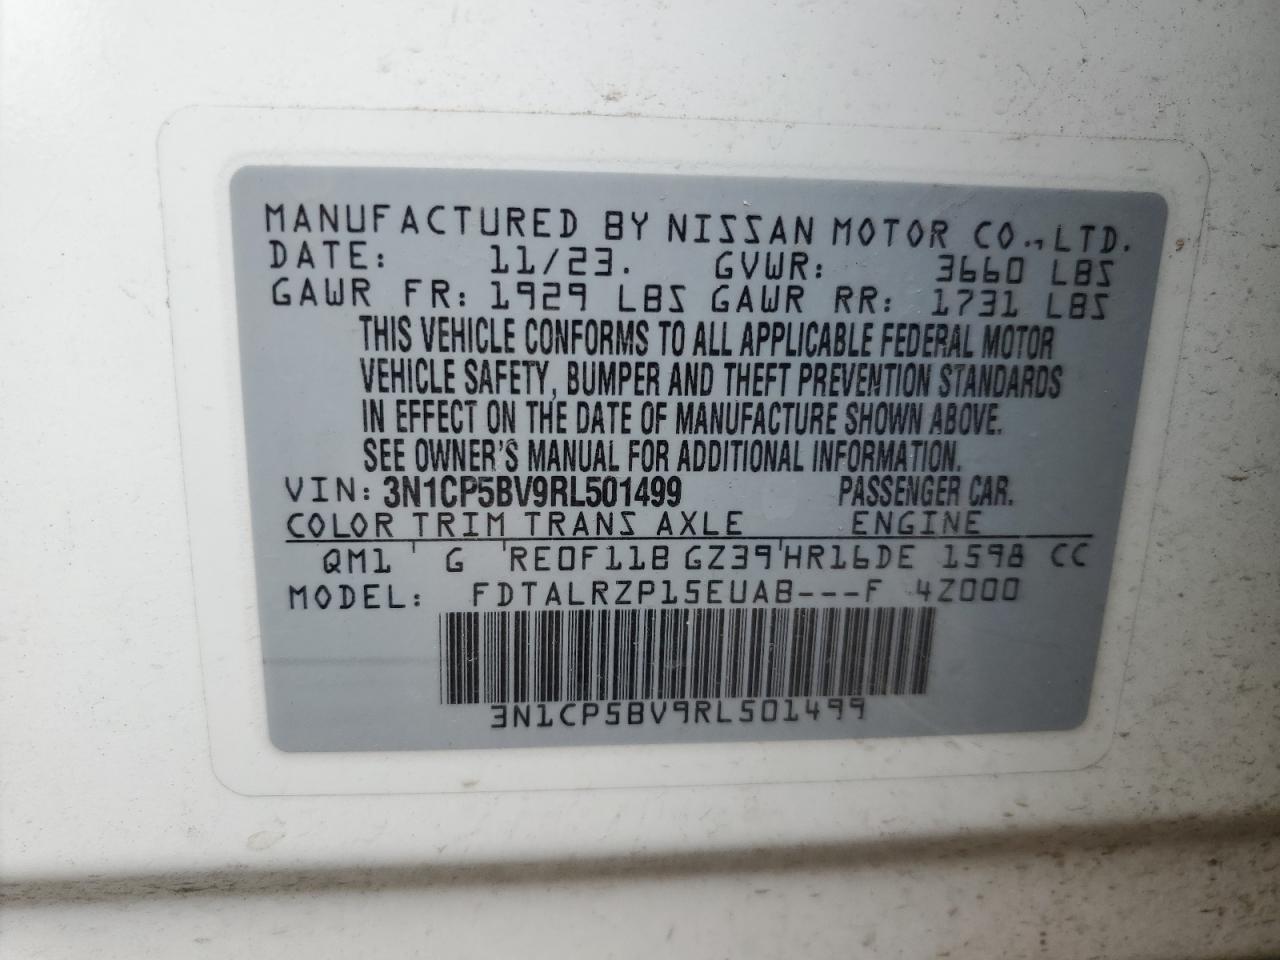 MANUFACTURED BY NISSAN MOTOR CO., LTD.
DATE: 11/23. GVWR: 3660 LBS
GAWR FR: 1929 LBS GAWR RR: 1731 LBS
THIS VEHICLE CONFORMS TO ALL APPLICABLE FEDERAL MOTOR
VEHICLE SAFETY, BUMPER AND THEFT PREVENTION STANDARDS
IN EFFECT ON THE DATE OF MANUFACTURE SHOWN ABOVE.
SEE OWNER'S MANUAL FOR ADDITIONAL INFORMATION.
VIN: 3N1CP5BV9RL501499 PASSENGER CAR.
COLOR TRIM TRANS AXLE ENGINE
QM1 ' G 'RE0F11B GZ39'HR16DE 1598 CC
MODEL: FDTALRZP15EUAB---F 4Z000
3N1CP5BV9RL501499